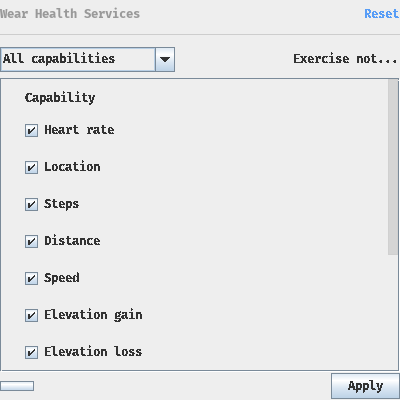 Wear Health Services
Reset
All capabilities
Exercise not...
Capability
Heart rate
Location
Steps
Distance
Speed
Elevation gain
Elevation loss
Apply